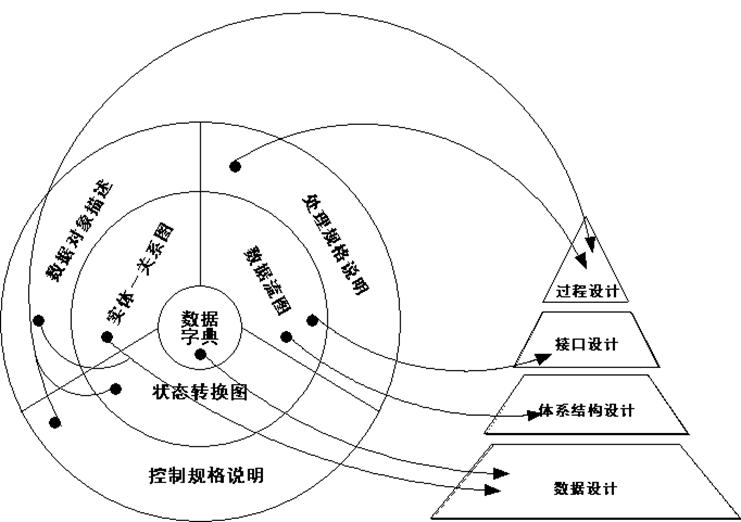 数据对象描述
实体－关系图
处理规格说明
数据流图
数据
字典
状态转换图
控制规格说明
过程设计
接口设计
体系结构设计
数据设计